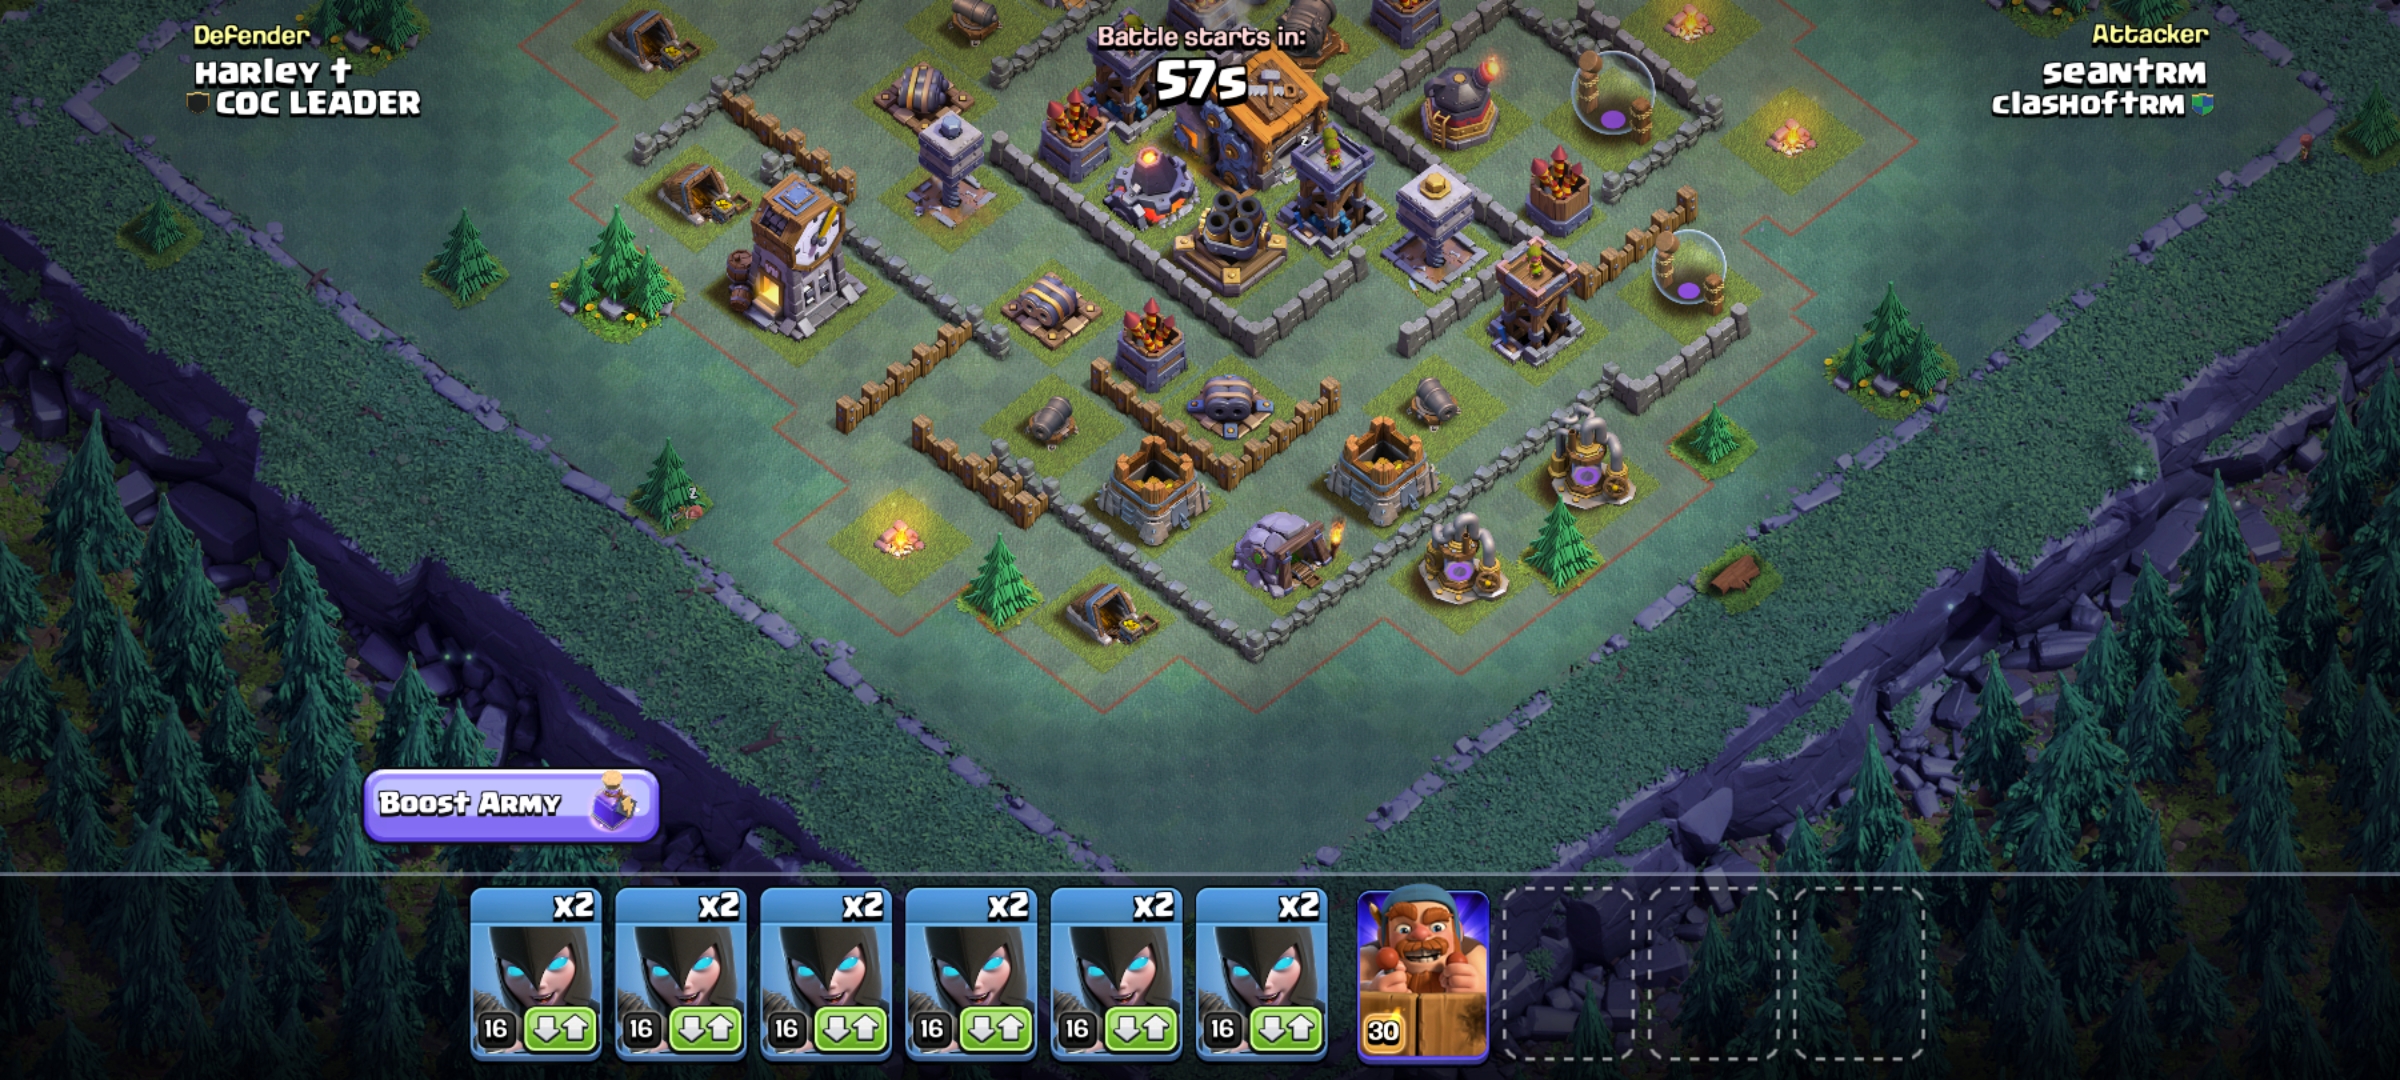 Defender
Harley †
COC LEADER
Battle starts in:
57s
Attacker
seantrm
clashoftrm
Boost Army
x2
x2
x2
x2
x2
x2
16
16
16
16
16
16
30